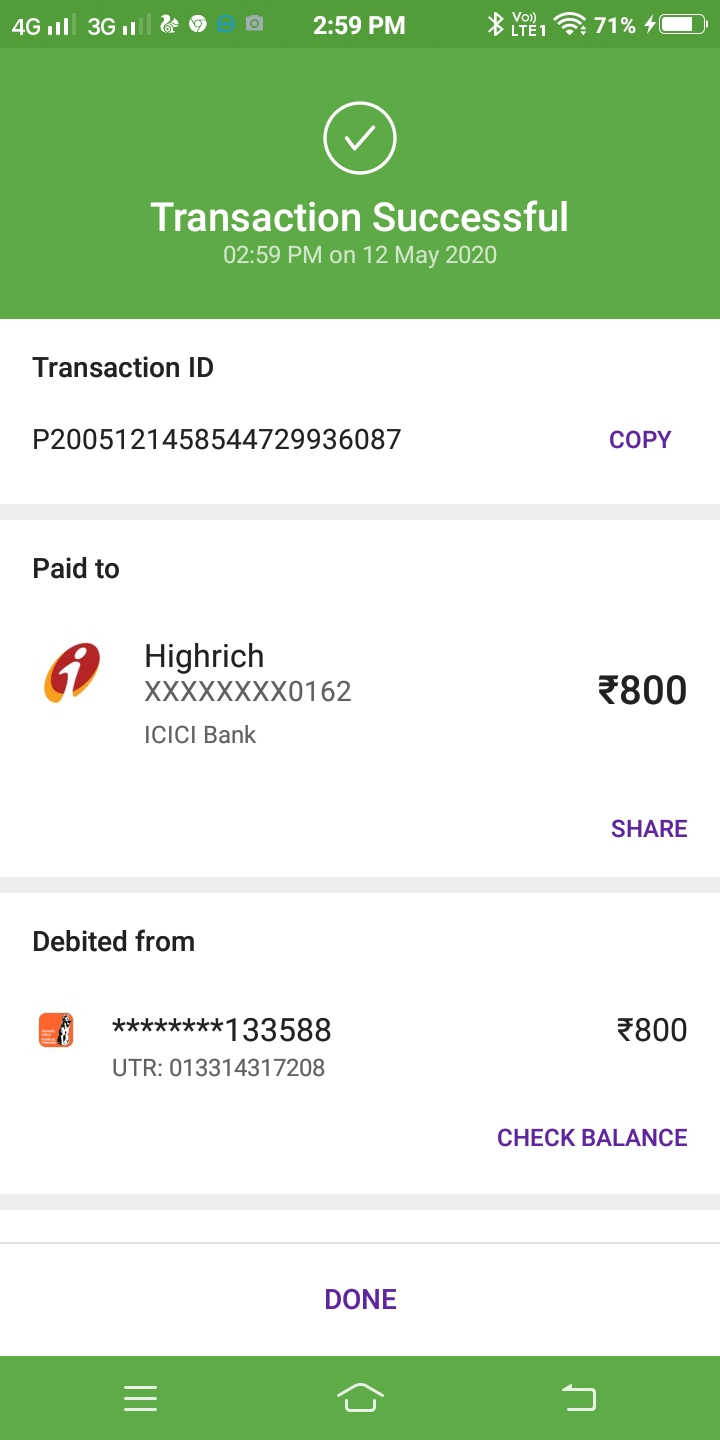 4G 3G 2:59 PM Vo)) LTE1 71%
Transaction Successful
02:59 PM on 12 May 2020
Transaction ID
P2005121458544729936087 COPY
Paid to
Highrich
XXXXXXXX0162 ₹800
ICICI Bank
SHARE
Debited from
********133588 ₹800
UTR: 013314317208
CHECK BALANCE
DONE